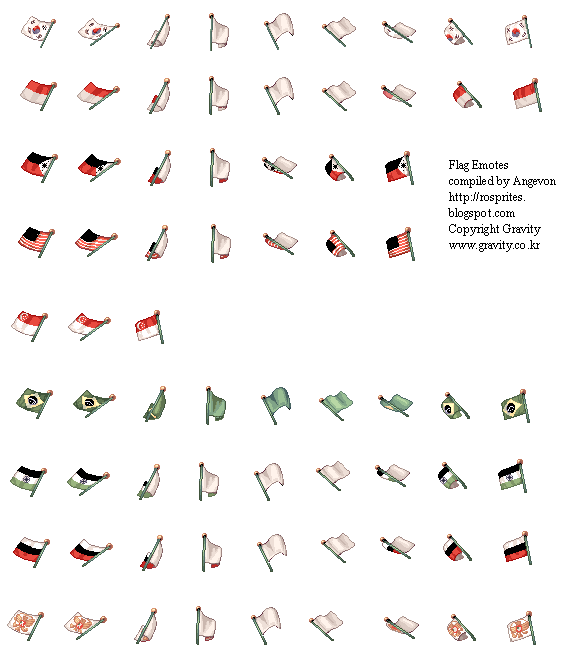 Flag Emotes
compiled by Angevon
http://rosprites.
blogspot.com
Copyright Gravity
www.gravity.co.kr